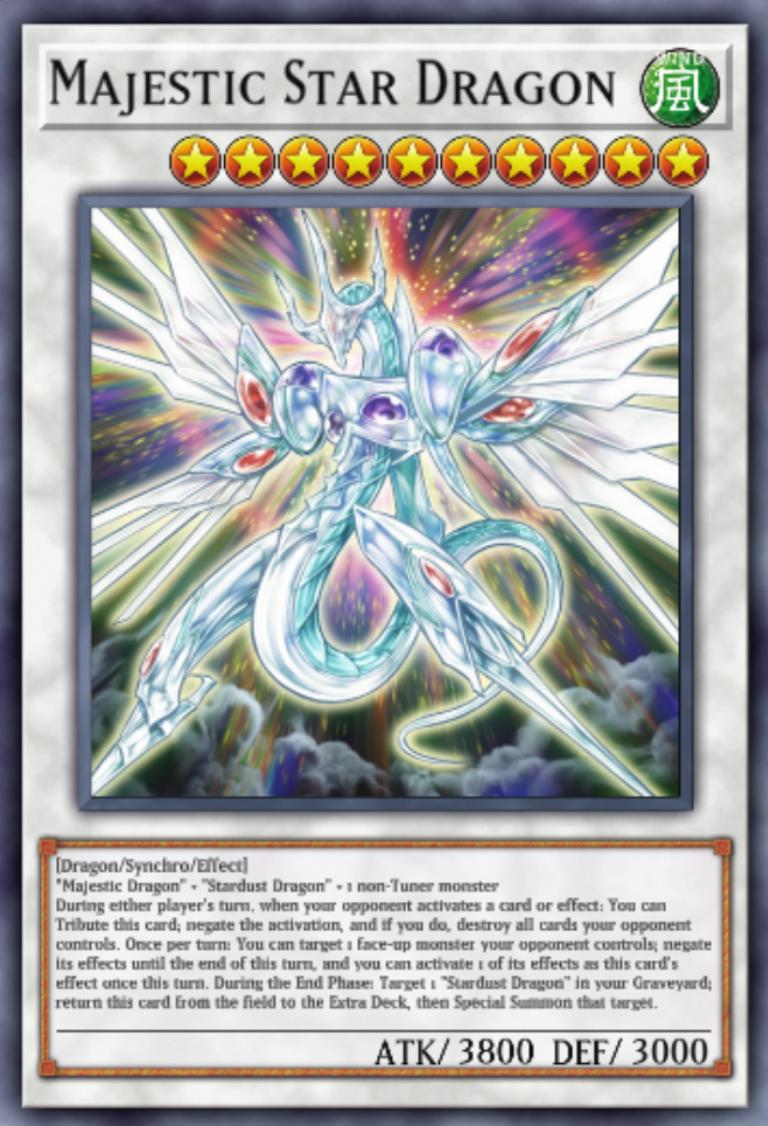 MAJESTIC STAR DRAGON
WIND
風
[Dragon/Synchro/Effect]
"Majestic Dragon" + "Stardust Dragon" + 1 non-Tuner monster
During either player's turn, when your opponent activates a card or effect: You can
Tribute this card; negate the activation, and if you do, destroy all cards your opponent
controls. Once per turn: You can target 1 face-up monster your opponent controls; negate
its effects until the end of this turn, and you can activate 1 of its effects as this card's
effect once this turn. During the End Phase: Target 1 "Stardust Dragon" in your Graveyard;
return this card from the field to the Extra Deck, then Special Summon that target.
ATK/ 3800 DEF/ 3000